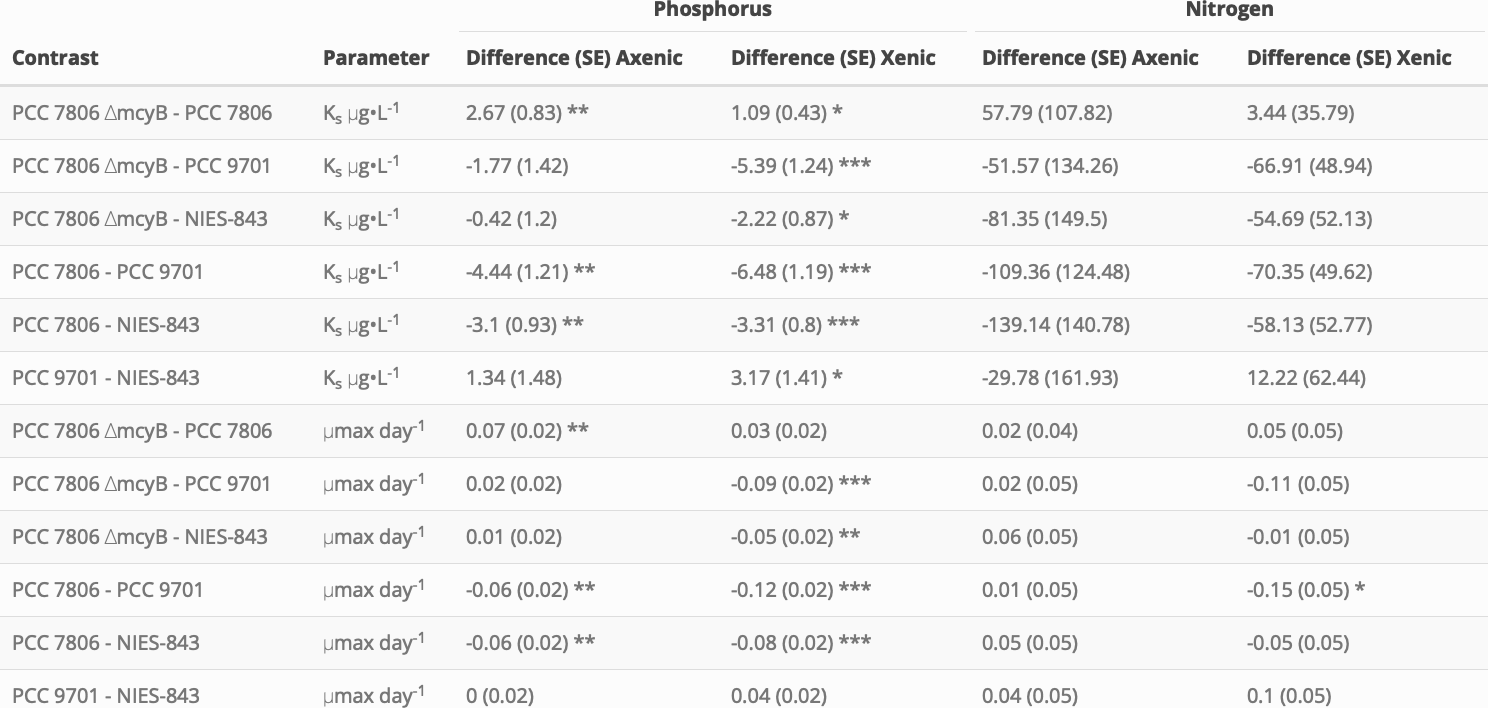 Phosphorus Nitrogen
Contrast Parameter Difference (SE) Axenic Difference (SE) Xenic Difference (SE) Axenic Difference (SE) Xenic
PCC 7806 ΔmcyB - PCC 7806 Ks µg•L-1 2.67 (0.83) ** 1.09 (0.43) * 57.79 (107.82) 3.44 (35.79)
PCC 7806 ΔmcyB - PCC 9701 Ks µg•L-1 -1.77 (1.42) -5.39 (1.24) *** -51.57 (134.26) -66.91 (48.94)
PCC 7806 ΔmcyB - NIES-843 Ks µg•L-1 -0.42 (1.2) -2.22 (0.87) * -81.35 (149.5) -54.69 (52.13)
PCC 7806 - PCC 9701 Ks µg•L-1 -4.44 (1.21) ** -6.48 (1.19) *** -109.36 (124.48) -70.35 (49.62)
PCC 7806 - NIES-843 Ks µg•L-1 -3.1 (0.93) ** -3.31 (0.8) *** -139.14 (140.78) -58.13 (52.77)
PCC 9701 - NIES-843 Ks µg•L-1 1.34 (1.48) 3.17 (1.41) * -29.78 (161.93) 12.22 (62.44)
PCC 7806 ΔmcyB - PCC 7806 µmax day-1 0.07 (0.02) ** 0.03 (0.02) 0.02 (0.04) 0.05 (0.05)
PCC 7806 ΔmcyB - PCC 9701 µmax day-1 0.02 (0.02) -0.09 (0.02) *** 0.02 (0.05) -0.11 (0.05)
PCC 7806 ΔmcyB - NIES-843 µmax day-1 0.01 (0.02) -0.05 (0.02) ** 0.06 (0.05) -0.01 (0.05)
PCC 7806 - PCC 9701 µmax day-1 -0.06 (0.02) ** -0.12 (0.02) *** 0.01 (0.05) -0.15 (0.05) *
PCC 7806 - NIES-843 µmax day-1 -0.06 (0.02) ** -0.08 (0.02) *** 0.05 (0.05) -0.05 (0.05)
PCC 9701 - NIES-843 µmax day-1 0 (0.02) 0.04 (0.02) 0.04 (0.05) 0.1 (0.05)